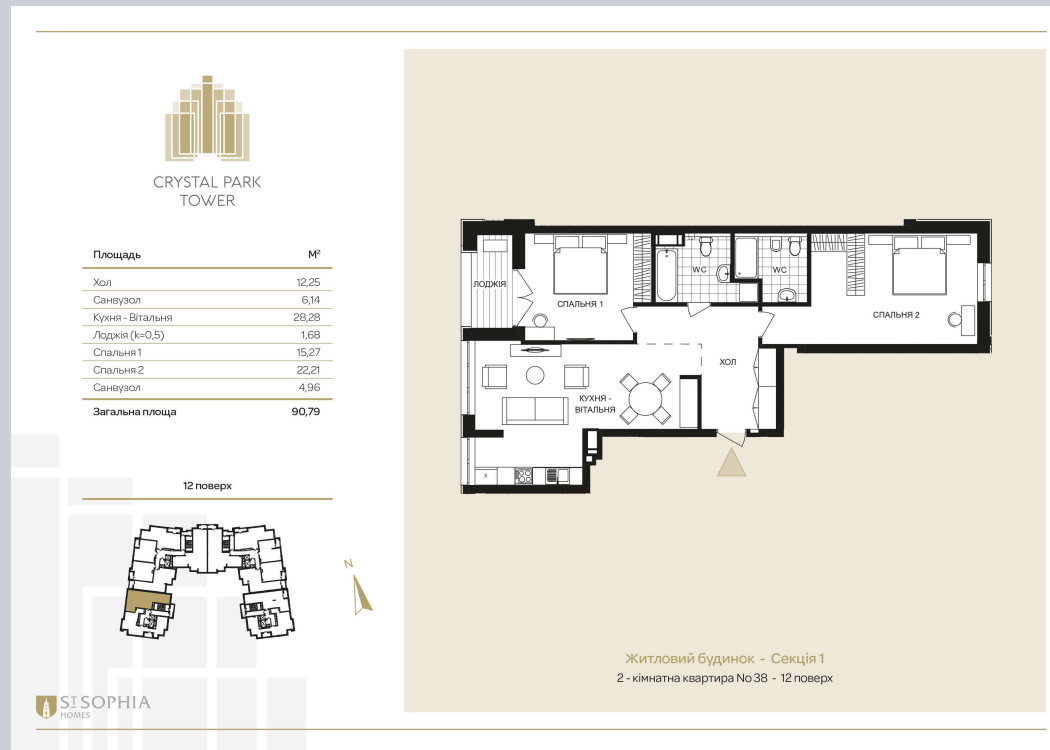 CRYSTAL PARK
TOWER
Площадь М²
Хол 12,25
Санвузол 6,14
Кухня - Вітальня 28,28
Лоджія (k=0,5) 1,68
Спальня 1 15,27
Спальня 2 22,21
Санвузол 4,96
Загальна площа 90,79
12 поверх
N
ST SOPHIA
HOMES
ЛОДЖІЯ
СПАЛЬНЯ 1
WC
WC
СПАЛЬНЯ 2
ХОЛ
КУХНЯ -
ВІТАЛЬНЯ
x
Житловий будинок - Секція 1
2 - кімнатна квартира No 38 - 12 поверх